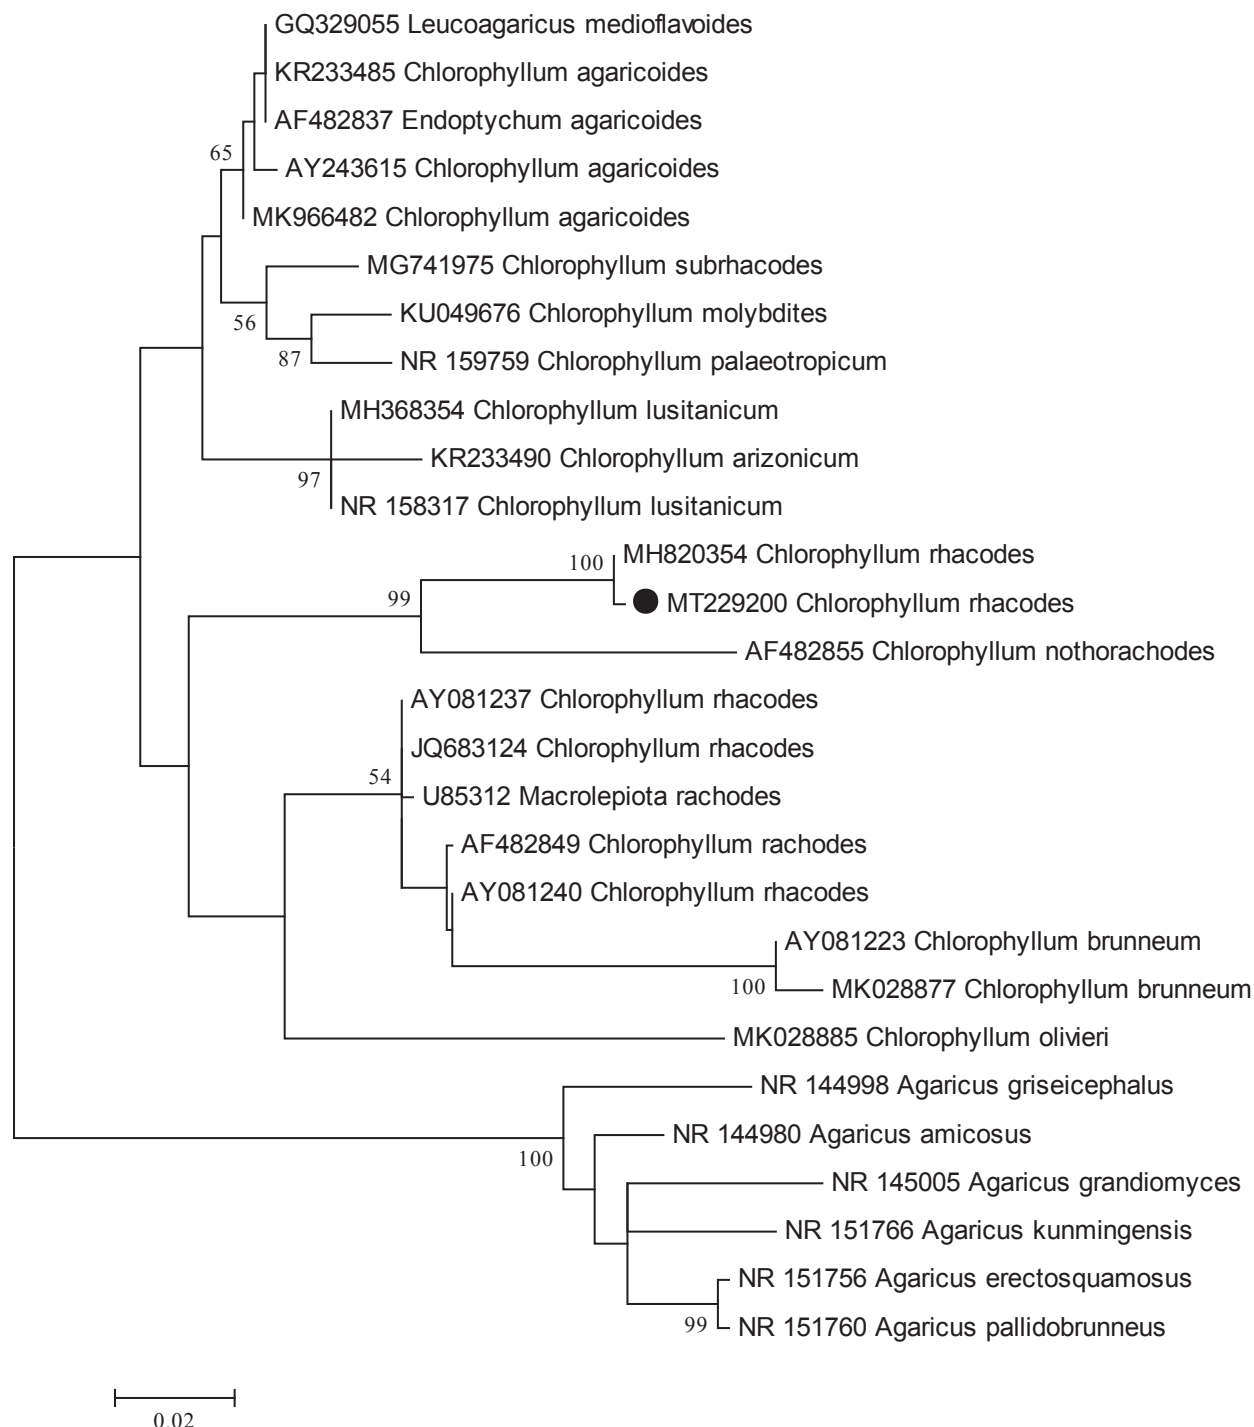 GQ329055 Leucoagaricus medioflavoides
KR233485 Chlorophyllum agaricoides
AF482837 Endoptychum agaricoides
65
AY243615 Chlorophyllum agaricoides
MK966482 Chlorophyllum agaricoides
MG741975 Chlorophyllum subrhacodes
KU049676 Chlorophyllum molybdites
56
87
NR 159759 Chlorophyllum palaeotropicum
MH368354 Chlorophyllum lusitanicum
KR233490 Chlorophyllum arizonicum
97
NR 158317 Chlorophyllum lusitanicum
MH820354 Chlorophyllum rhacodes
100
99
MT229200 Chlorophyllum rhacodes
AF482855 Chlorophyllum nothorachodes
AY081237 Chlorophyllum rhacodes
JQ683124 Chlorophyllum rhacodes
54
U85312 Macrolepiota rachodes
AF482849 Chlorophyllum rachodes
AY081240 Chlorophyllum rhacodes
AY081223 Chlorophyllum brunneum
100
MK028877 Chlorophyllum brunneum
MK028885 Chlorophyllum olivieri
NR 144998 Agaricus griseicephalus
NR 144980 Agaricus amicosus
100
NR 145005 Agaricus grandiomyces
NR 151766 Agaricus kunmingensis
NR 151756 Agaricus erectosquamosus
99
NR 151760 Agaricus pallidobrunneus
0.02